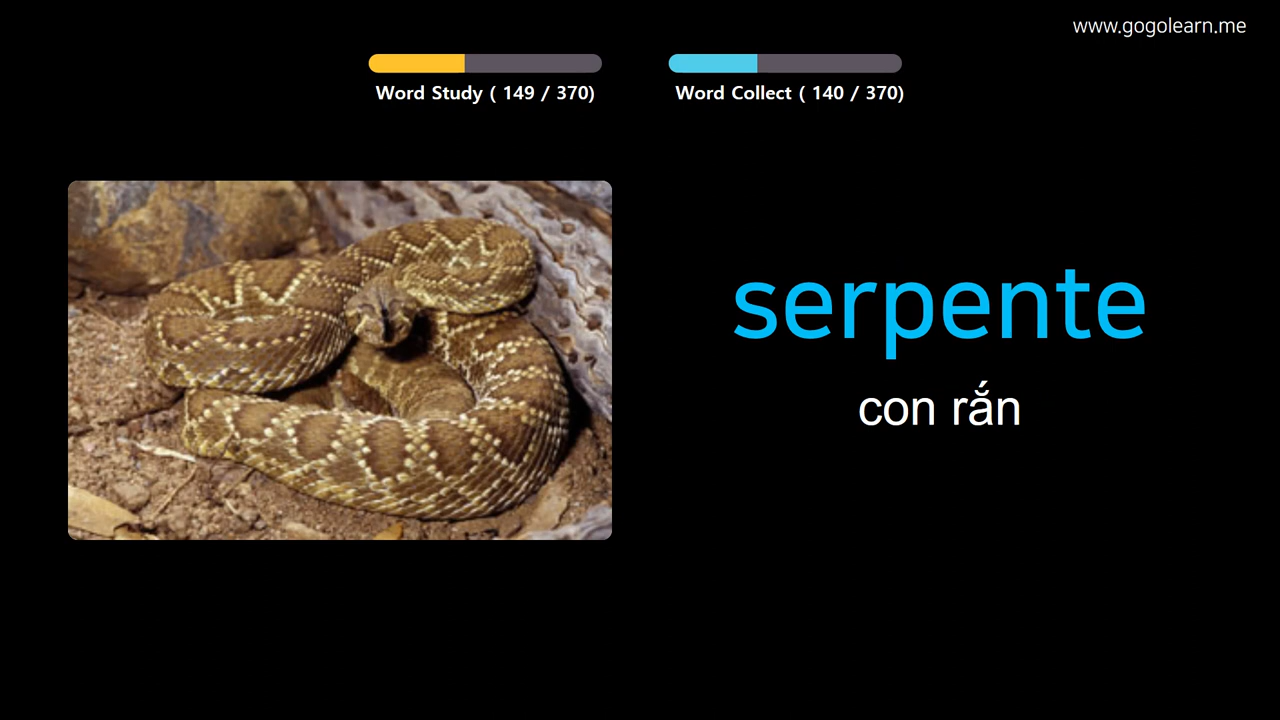 www.gogolearn.me
Word Study ( 149 / 370)
Word Collect ( 140 / 370)
serpente
con rắn